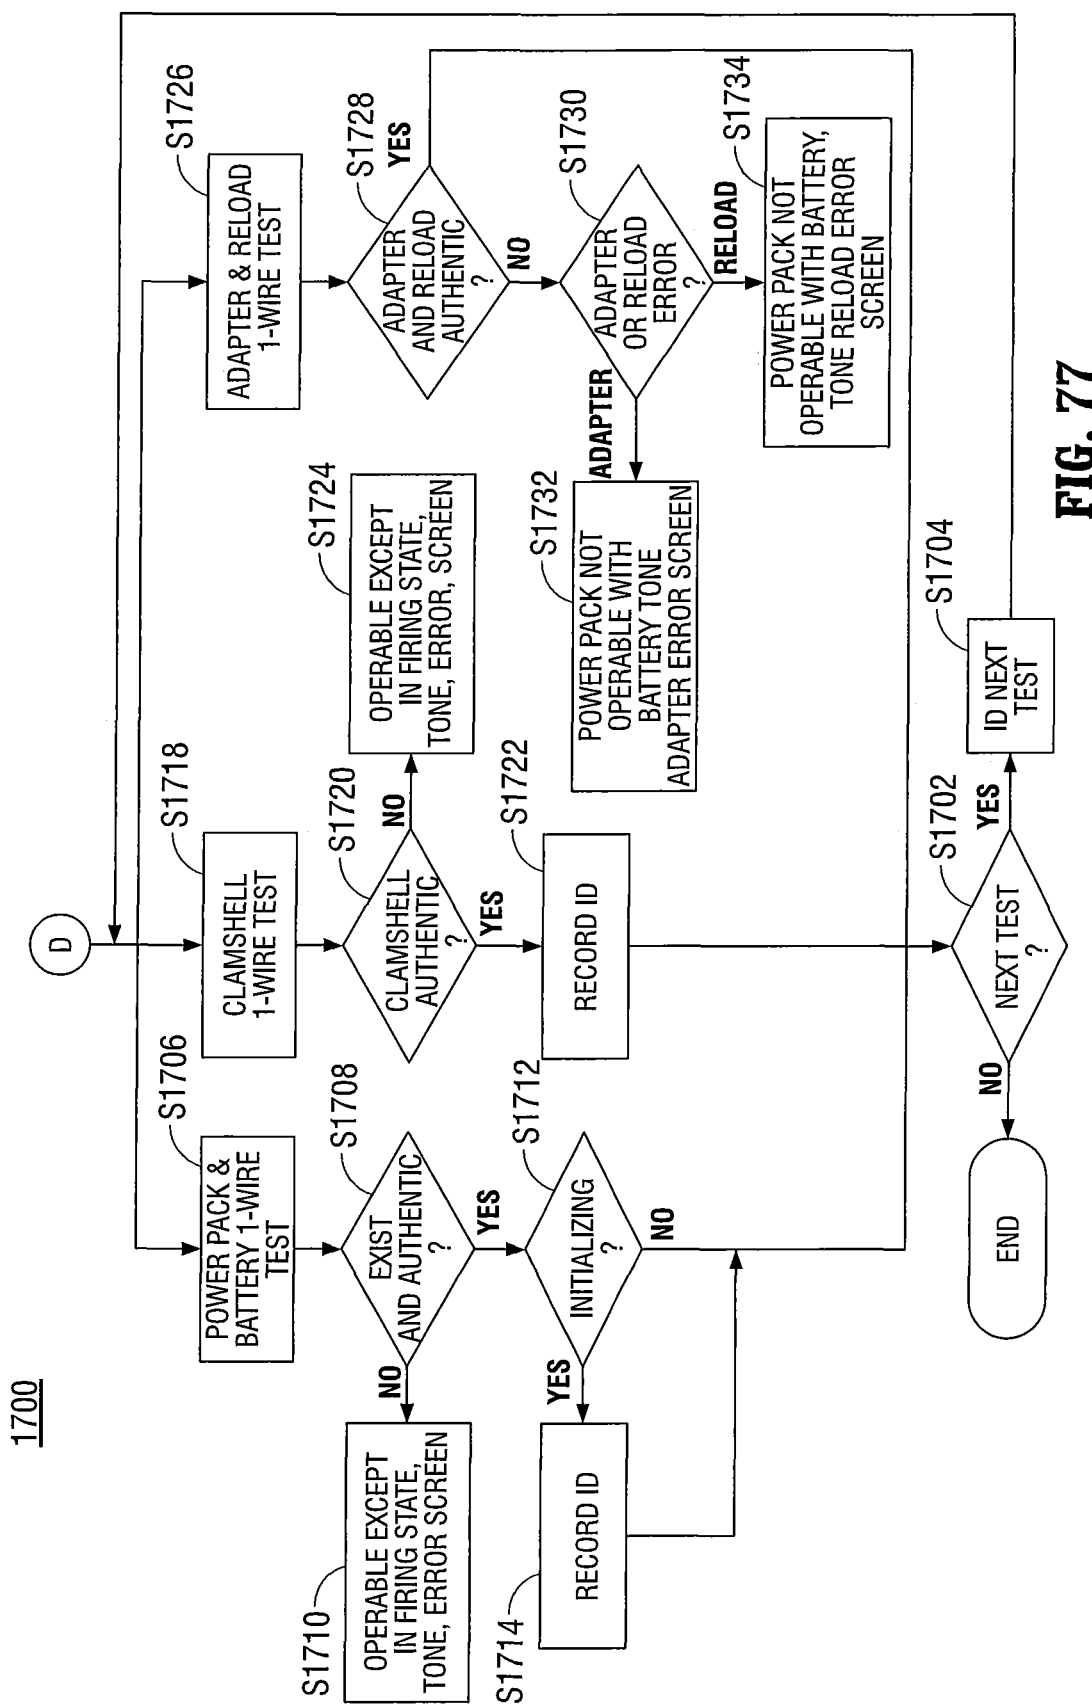 1700
D
S1706
POWER PACK &
BATTERY 1-WIRE
TEST
S1718
CLAMSHELL
1-WIRE TEST
S1726
ADAPTER & RELOAD
1-WIRE TEST
S1708
EXIST
AND AUTHENTIC
?
NO
YES
S1720
CLAMSHELL
AUTHENTIC
?
NO
YES
S1728
ADAPTER
AND RELOAD
AUTHENTIC
?
YES
NO
S1710
OPERABLE EXCEPT
IN FIRING STATE,
TONE, ERROR SCREEN
S1724
OPERABLE EXCEPT
IN FIRING STATE,
TONE, ERROR, SCREEN
S1712
INITIALIZING
?
YES
NO
S1722
RECORD ID
S1730
ADAPTER
OR RELOAD
ERROR
?
ADAPTER
RELOAD
S1714
RECORD ID
S1732
POWER PACK NOT
OPERABLE WITH
BATTERY TONE
ADAPTER ERROR SCREEN
S1734
POWER PACK NOT
OPERABLE WITH BATTERY,
TONE RELOAD ERROR
SCREEN
S1702
NEXT TEST
?
NO
YES
S1704
ID NEXT
TEST
END
FIG. 77